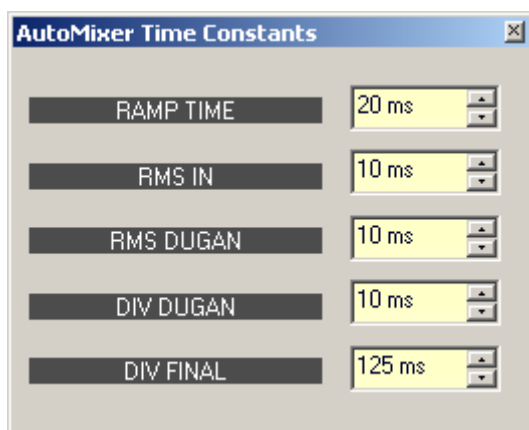 AutoMixer Time Constants
RAMP TIME 20 ms
RMS IN 10 ms
RMS DUGAN 10 ms
DIV DUGAN 10 ms
DIV FINAL 125 ms